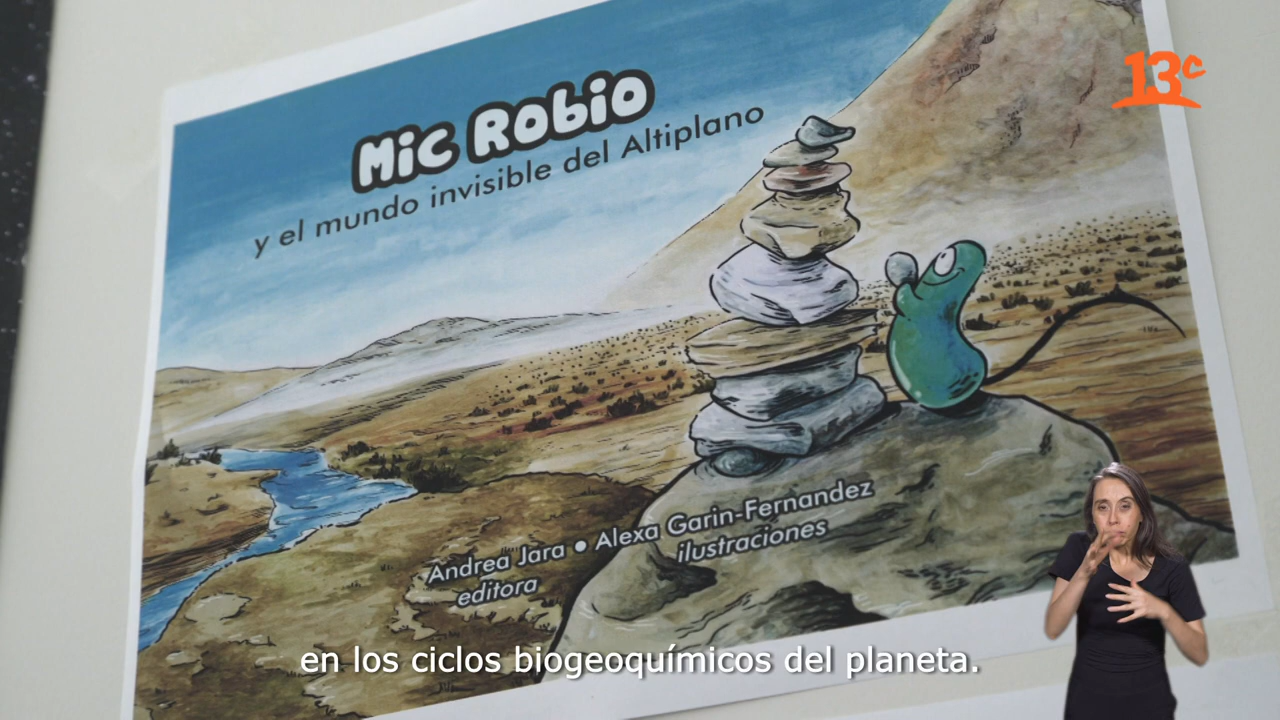 13c
Mic Robio
y el mundo invisible del Altiplano
Andrea Jara • Alexa Garin-Fernandez
editora ilustraciones
en los ciclos biogeoquímicos del planeta.